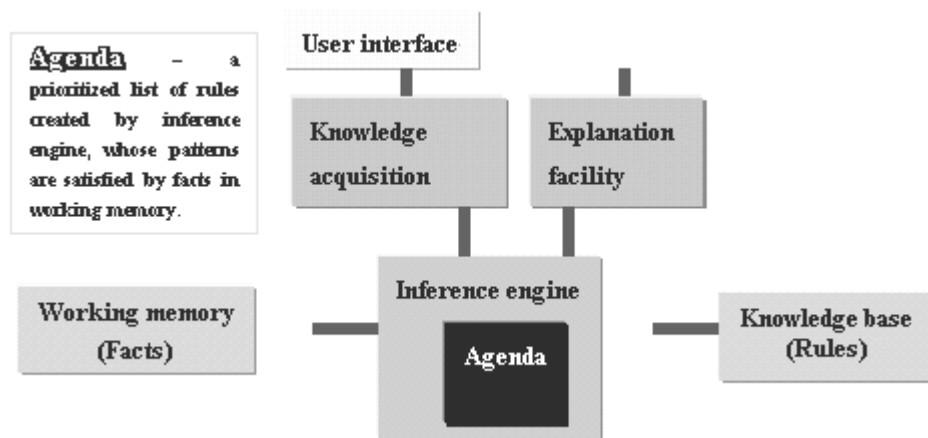 Agenda – a
prioritized list of rules
created by inference
engine, whose patterns
are satisfied by facts in
working memory.
User interface
Knowledge
acquisition
Explanation
facility
Inference engine
Agenda
Working memory
(Facts)
Knowledge base
(Rules)